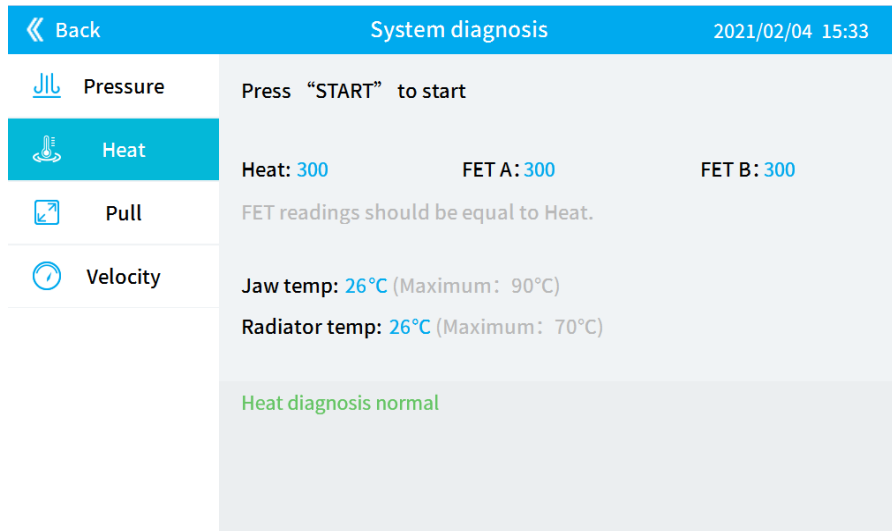 Back System diagnosis 2021/02/04 15:33
Pressure
Heat
Pull
Velocity
Press “START” to start
Heat: 300 FET A: 300 FET B: 300
FET readings should be equal to Heat.
Jaw temp: 26°C (Maximum: 90°C)
Radiator temp: 26°C (Maximum: 70°C)
Heat diagnosis normal